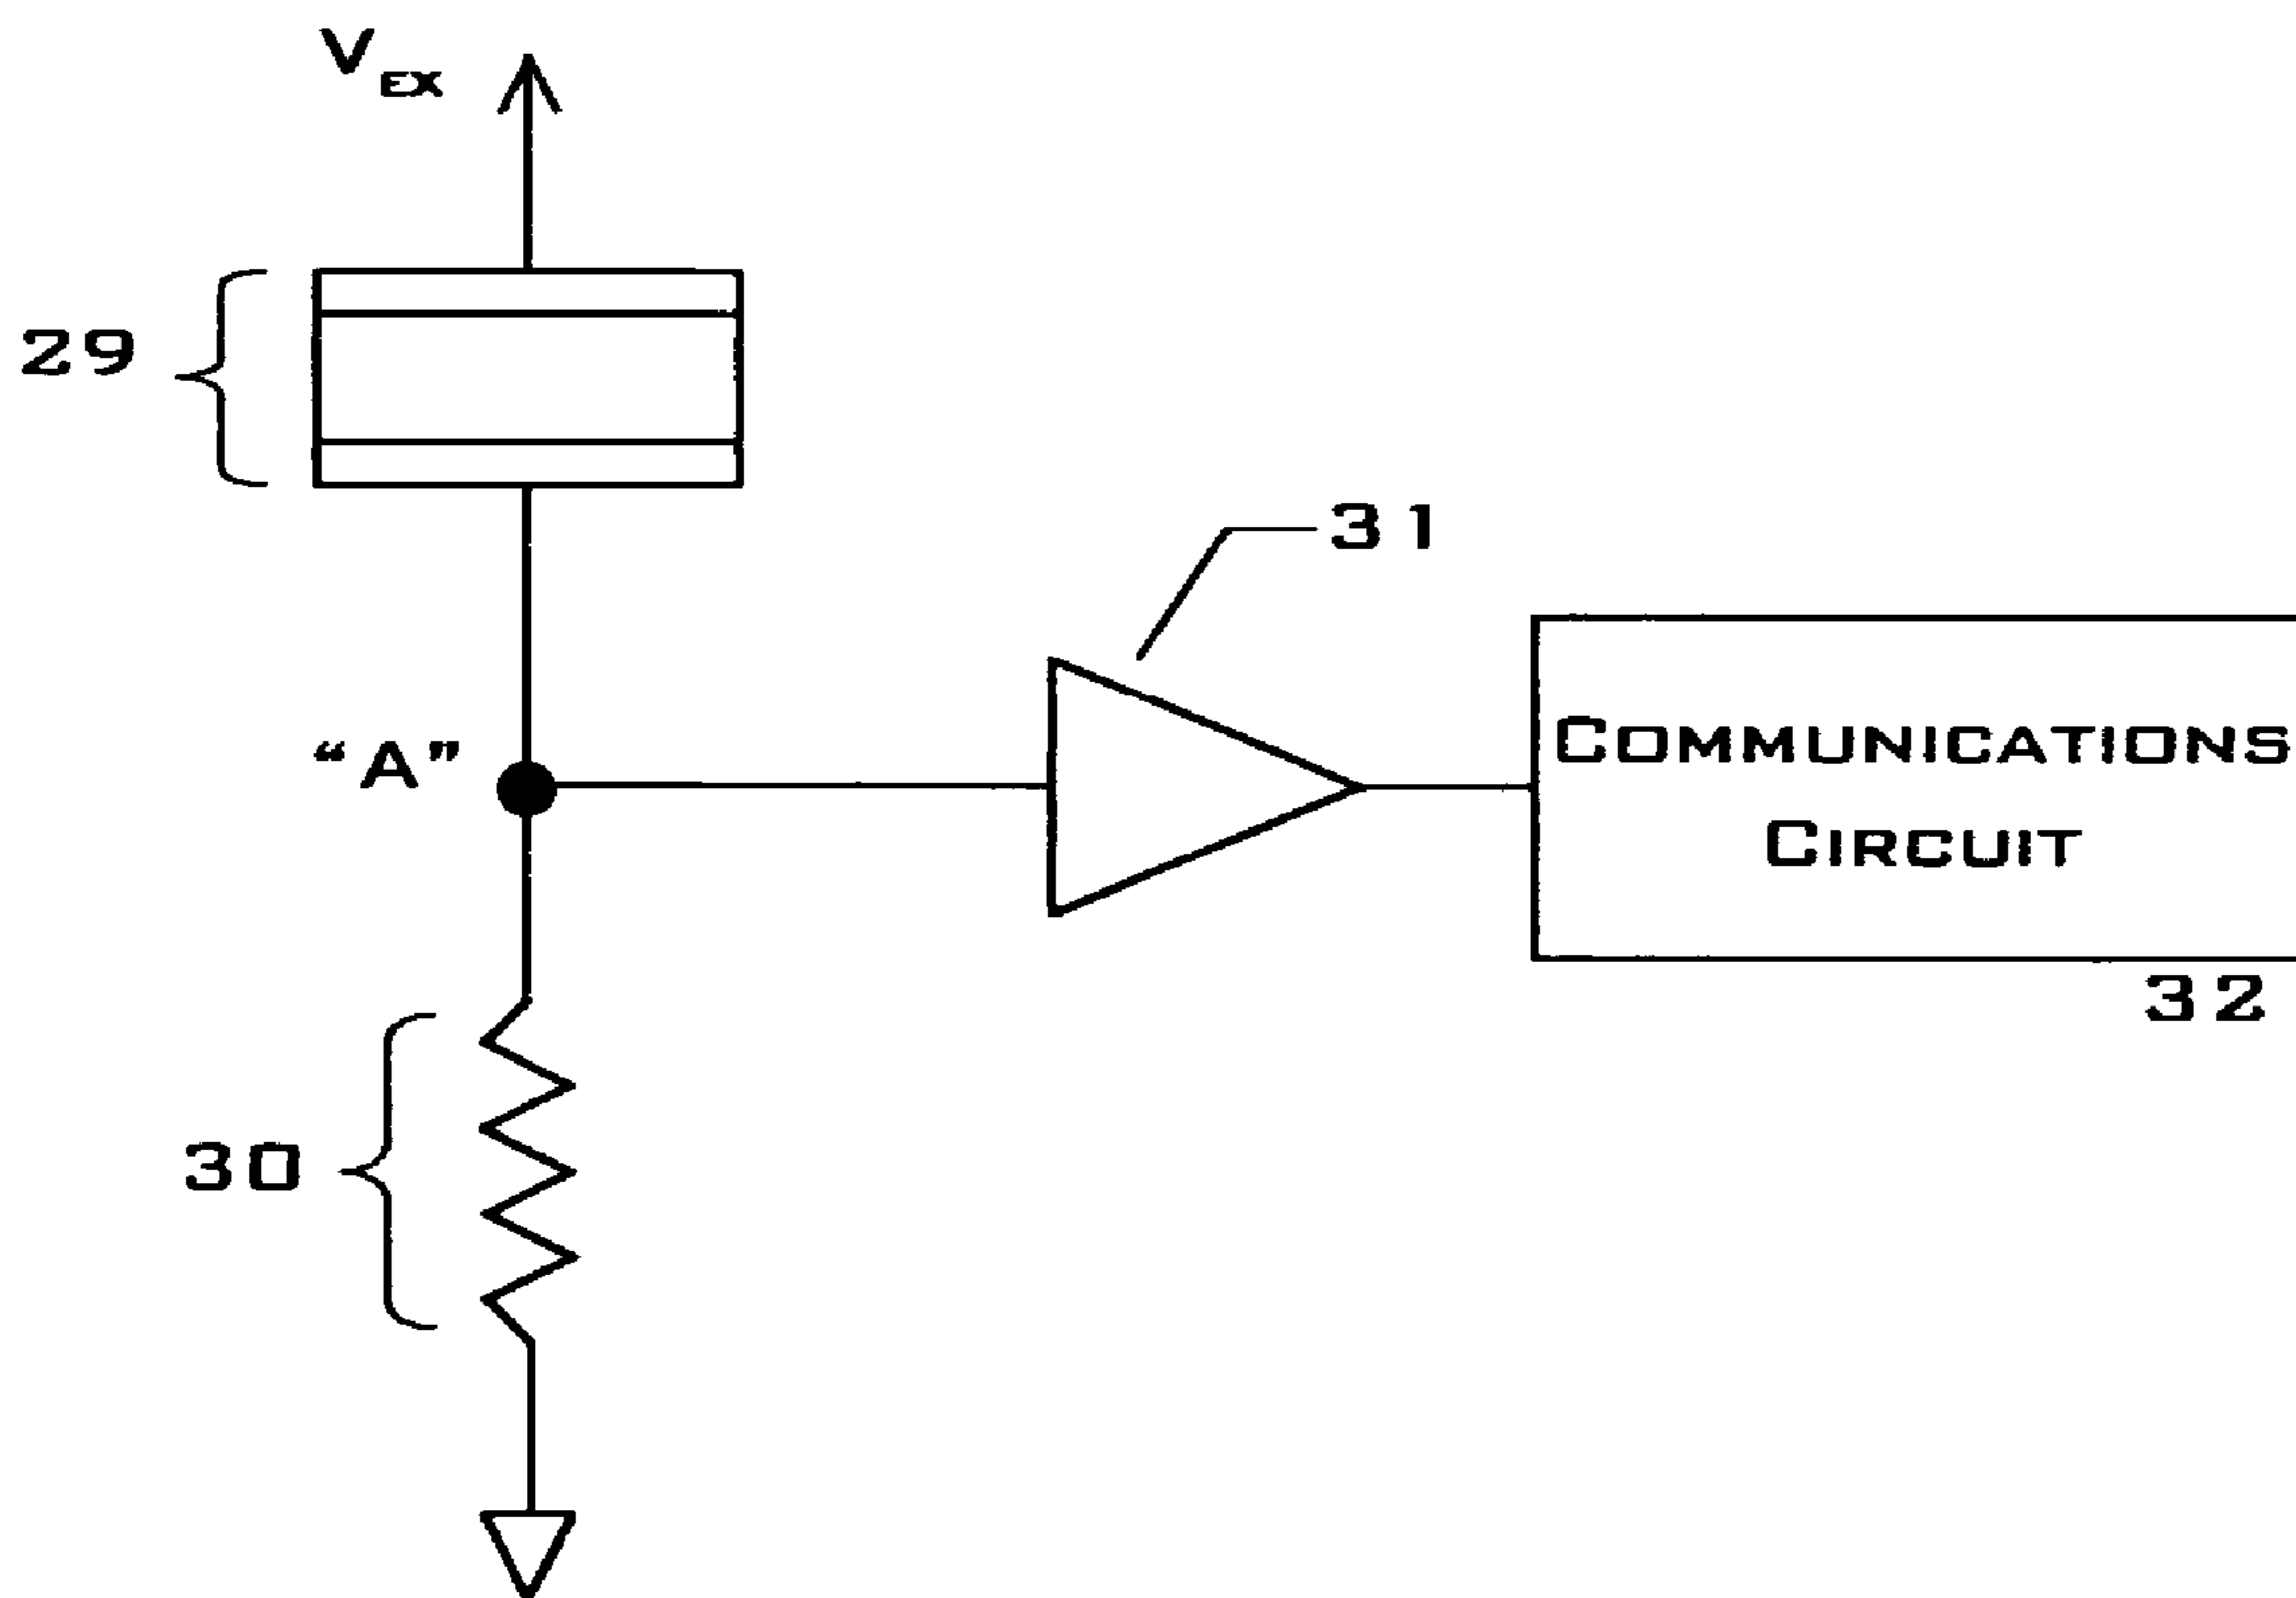 VEX
29
31
“A”
COMMUNICATIONS
CIRCUIT
32
30